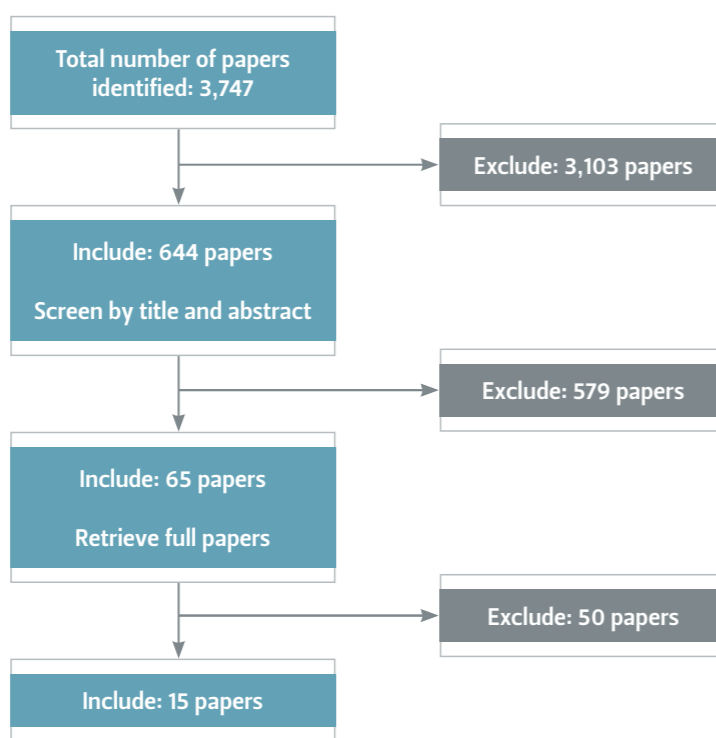 Total number of papers
identified: 3,747
Exclude: 3,103 papers
Include: 644 papers
Screen by title and abstract
Exclude: 579 papers
Include: 65 papers
Retrieve full papers
Exclude: 50 papers
Include: 15 papers